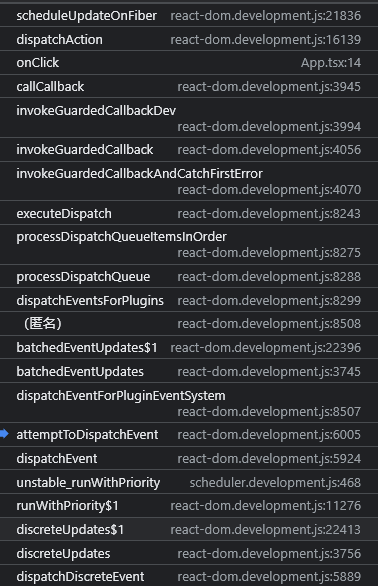 scheduleUpdateOnFiber react-dom.development.js:21836
dispatchAction react-dom.development.js:16139
onClick App.tsx:14
callCallback react-dom.development.js:3945
invokeGuardedCallbackDev
react-dom.development.js:3994
invokeGuardedCallback react-dom.development.js:4056
invokeGuardedCallbackAndCatchFirstError
react-dom.development.js:4070
executeDispatch react-dom.development.js:8243
processDispatchQueueItemsInOrder
react-dom.development.js:8275
processDispatchQueue react-dom.development.js:8288
dispatchEventsForPlugins react-dom.development.js:8299
（匿名） react-dom.development.js:8508
batchedEventUpdates$1 react-dom.development.js:22396
batchedEventUpdates react-dom.development.js:3745
dispatchEventForPluginEventSystem
react-dom.development.js:8507
attemptToDispatchEvent react-dom.development.js:6005
dispatchEvent react-dom.development.js:5924
unstable_runWithPriority scheduler.development.js:468
runWithPriority$1 react-dom.development.js:11276
discreteUpdates$1 react-dom.development.js:22413
discreteUpdates react-dom.development.js:3756
dispatchDiscreteEvent react-dom.development.js:5889